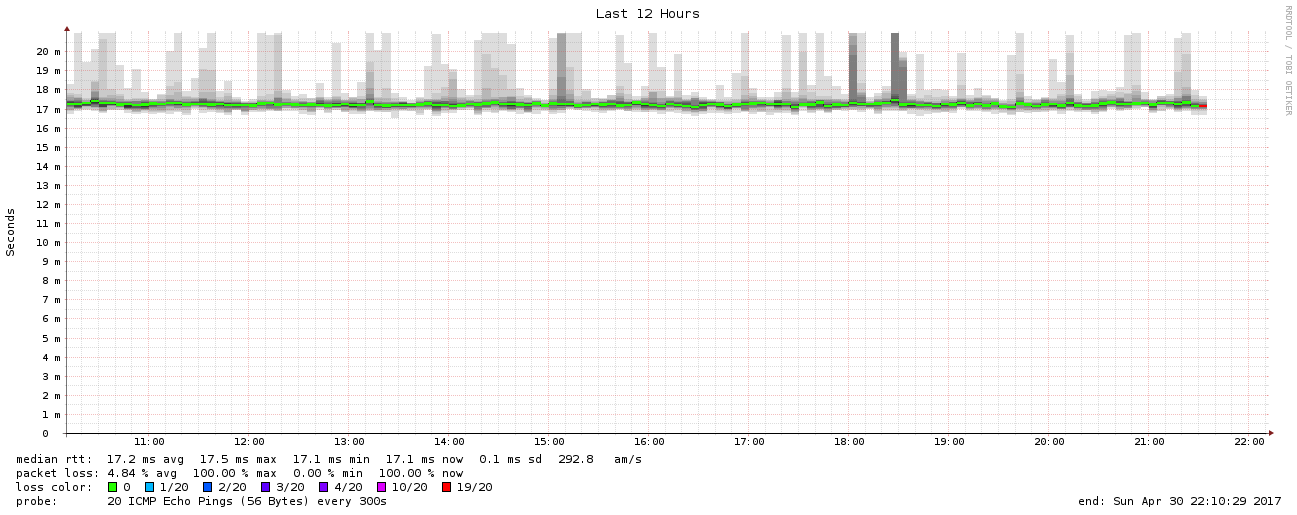 Last 12 Hours
RRDTOOL / TOBI OETIKER
Seconds
20 m
19 m
18 m
17 m
16 m
15 m
14 m
13 m
12 m
11 m
10 m
9 m
8 m
7 m
6 m
5 m
4 m
3 m
2 m
1 m
0
11:00 12:00 13:00 14:00 15:00 16:00 17:00 18:00 19:00 20:00 21:00 22:00
median rtt: 17.2 ms avg 17.5 ms max 17.1 ms min 17.1 ms now 0.1 ms sd 292.8 am/s
packet loss: 4.84 % avg 100.00 % max 0.00 % min 100.00 % now
loss color: 0 1/20 2/20 3/20 4/20 10/20 19/20
probe: 20 ICMP Echo Pings (56 Bytes) every 300s end: Sun Apr 30 22:10:29 2017